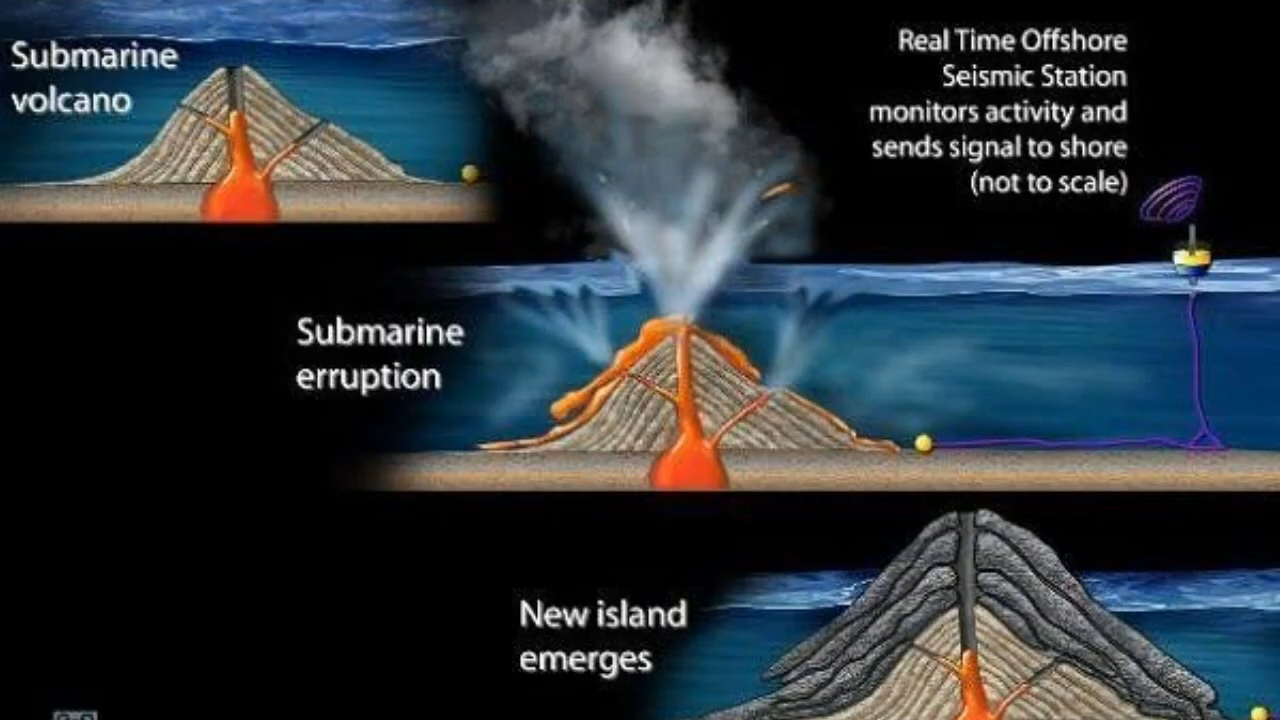 Submarine
volcano
Real Time Offshore
Seismic Station
monitors activity and
sends signal to shore
(not to scale)
Submarine
erruption
New island
emerges